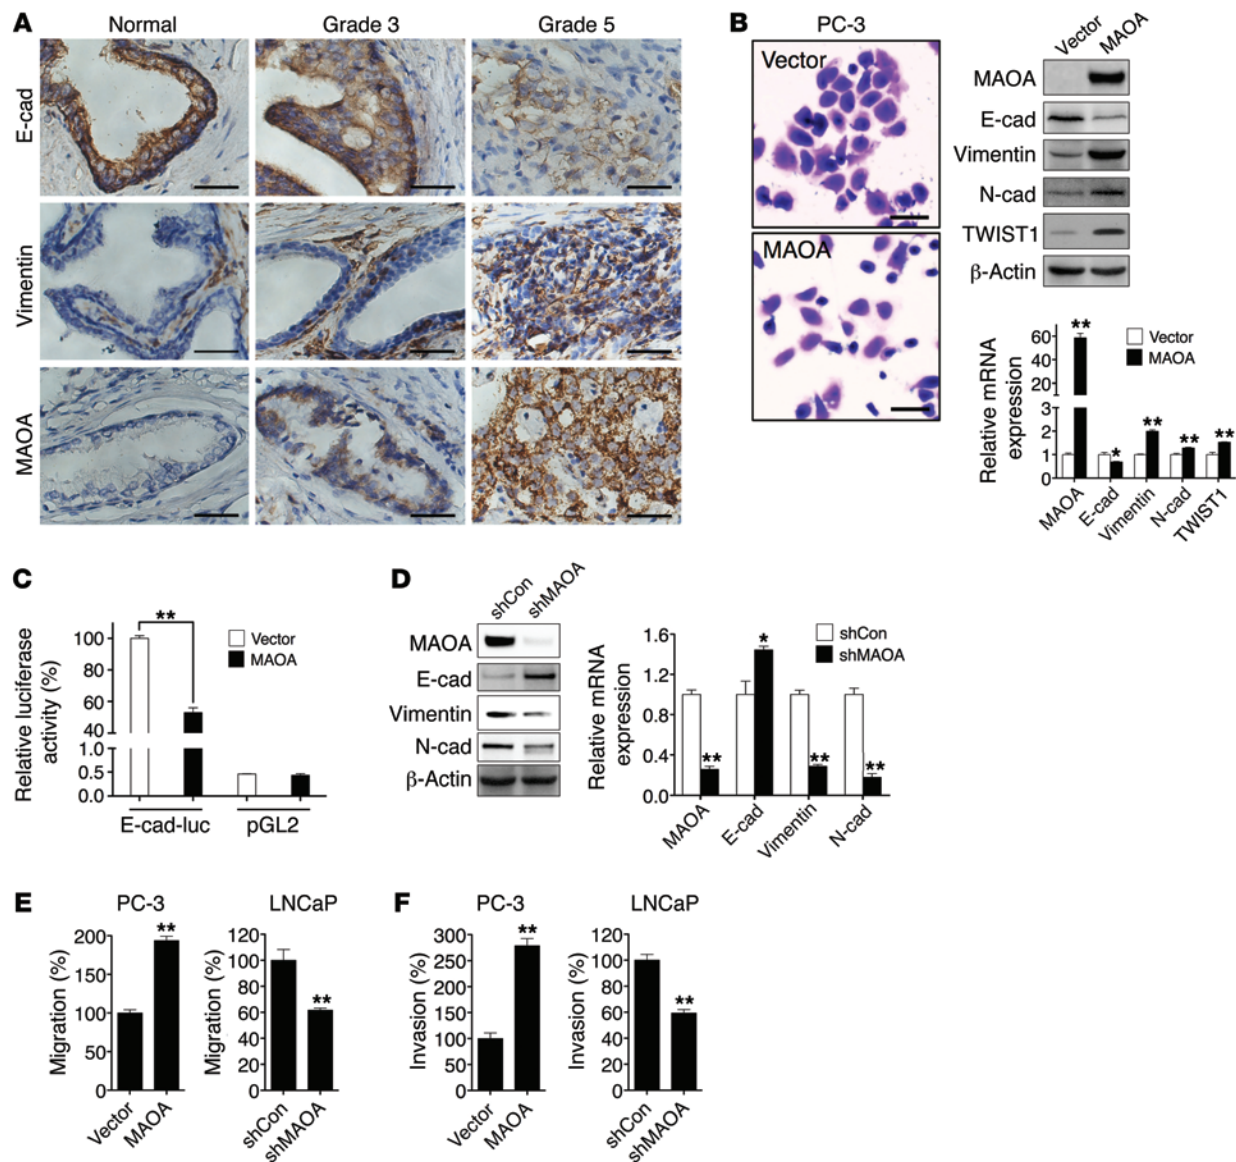 A
Normal
Grade 3
Grade 5
E-cad
Vimentin
MAOA
B
PC-3
Vector
MAOA
Vector
MAOA
MAOA
E-cad
Vimentin
N-cad
TWIST1
β-Actin
Relative mRNA
expression
60
40
20
3
2
1
0
**
*
**
**
**
Vector
MAOA
MAOA
E-cad
Vimentin
N-cad
TWIST1
C
Relative luciferase
activity (%)
100
80
60
40
1.0
0.5
0.0
**
Vector
MAOA
E-cad-luc
pGL2
D
shCon
shMAOA
MAOA
E-cad
Vimentin
N-cad
β-Actin
Relative mRNA
expression
1.6
1.2
0.8
0.4
0.0
**
*
**
**
shCon
shMAOA
MAOA
E-cad
Vimentin
N-cad
E
PC-3
Migration (%)
200
150
100
50
0
**
Vector
MAOA
LNCaP
Migration (%)
120
100
80
60
40
20
0
**
shCon
shMAOA
F
PC-3
Invasion (%)
300
250
200
150
100
50
0
**
Vector
MAOA
LNCaP
Invasion (%)
120
100
80
60
40
20
0
**
shCon
shMAOA